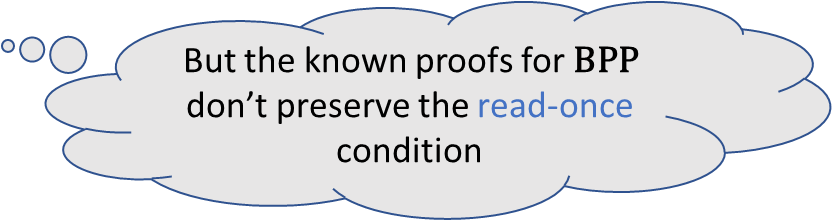 But the known proofs for BPP
don’t preserve the read-once
condition